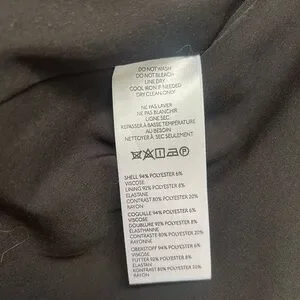 DO NOT WASH
DO NOT BLEACH
LINE DRY
COOL IRON IF NEEDED
DRY CLEAN ONLY
NE PAS LAVER
NE PAS BLANCHIR
LIGNE SEC
REPASSER À BASSE TEMPÉRATURE
AU BESOIN
NETTOYER À SEC SEULEMENT
SHELL 94% POLYESTER 6%
VISCOSE
LINING 92% POLYESTER 8%
ELASTANE
CONTRAST 80% POLYESTER 20%
RAYON
COQUILLE 94% POLYESTER 6%
VISCOSE
DOUBLURE 92% POLYESTER 8%
ÉLASTHANNE
CONTRASTE 80% POLYESTER 20%
RAYONNE
OBERSTOFF 94% POLYESTER 6%
VISCOSE
FUTTER 92% POLYESTER 8%
ELASTAN
KONTRAST 80% POLYESTER 20%
RAYON